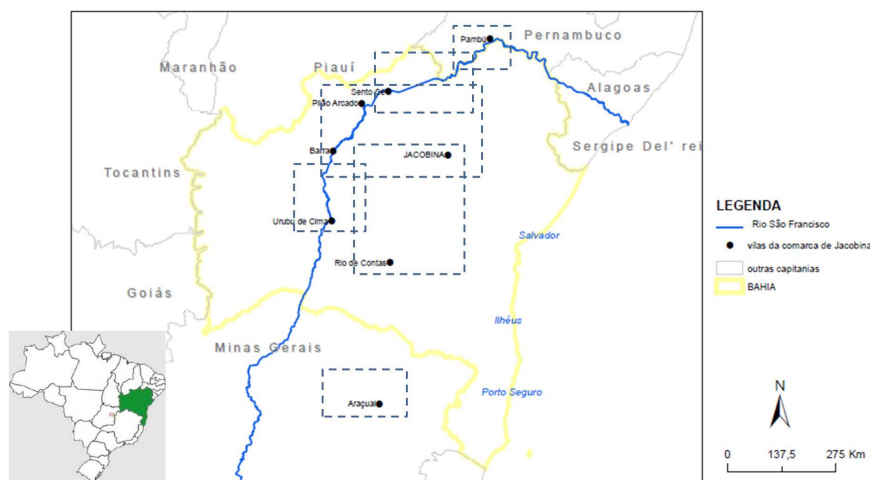 Pambú
Pernambuco
Maranhão
Piauí
Alagoas
Sento Sé
Pilão Arcado
Sergipe Del' rei
Barra
JACOBINA
Tocantins
Urubu de Cima
Salvador
Rio de Contas
Goiás
Ilhéus
Minas Gerais
Porto Seguro
Araçuaí
LEGENDA
Rio São Francisco
vilas da comarca de Jacobina
outras capitanias
BAHIA
N
0 137,5 275 Km